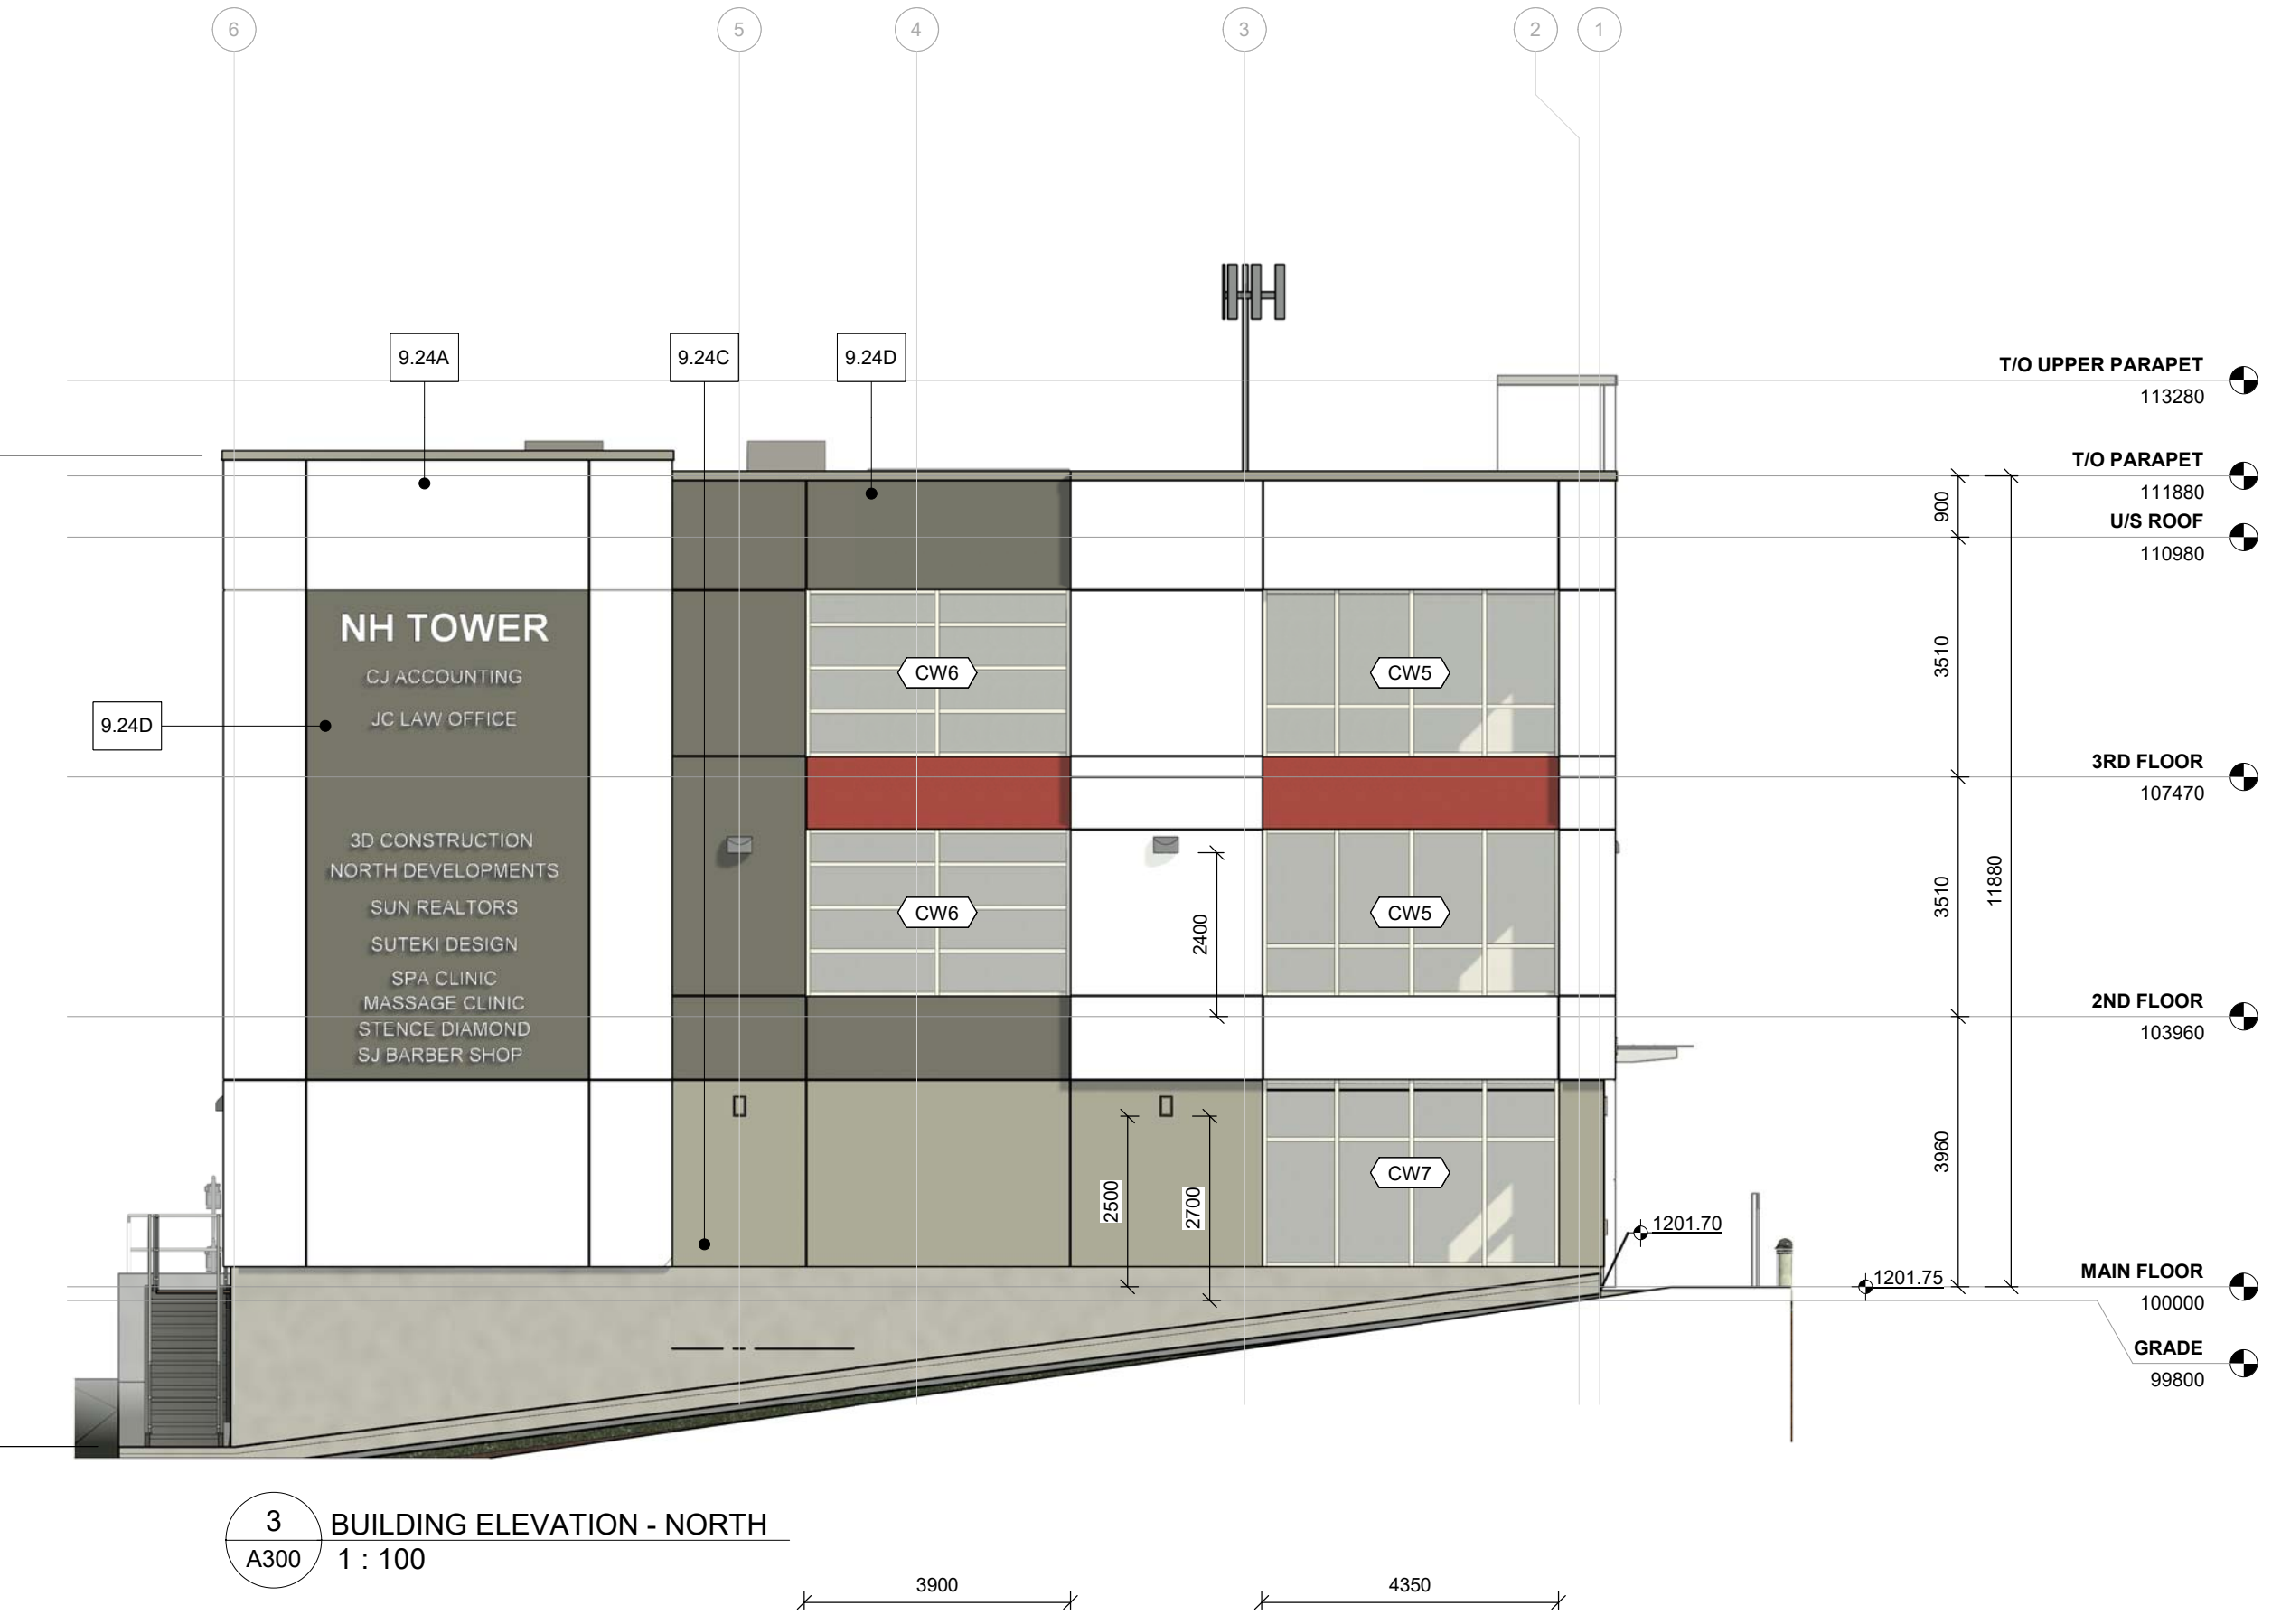 6 5 4 3 2 1
9.24A 9.24C 9.24D
T/O UPPER PARAPET
113280
T/O PARAPET
111880
U/S ROOF
110980
900
NH TOWER
CJ ACCOUNTING
JC LAW OFFICE
9.24D
CW6 CW5
3510
3RD FLOOR
107470
3D CONSTRUCTION
NORTH DEVELOPMENTS
SUN REALTORS
SUTEKI DESIGN
SPA CLINIC
MASSAGE CLINIC
STENCE DIAMOND
SJ BARBER SHOP
CW6 CW5
2400
3510
11880
2ND FLOOR
103960
CW7
2500
2700
3960
1201.70
1201.75
MAIN FLOOR
100000
GRADE
99800
3
A300
BUILDING ELEVATION - NORTH
1 : 100
3900 4350